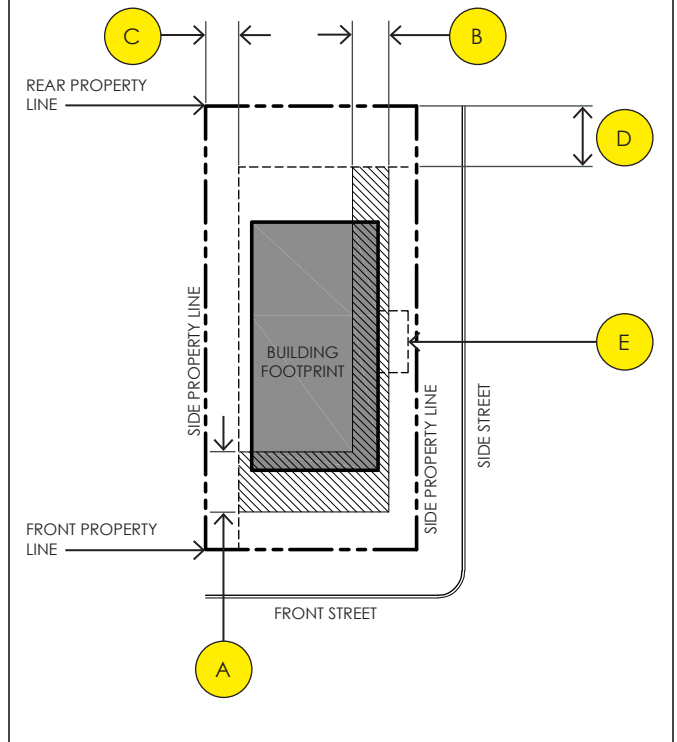 C
B
REAR PROPERTY
LINE
D
SIDE PROPERTY LINE
BUILDING
FOOTPRINT
E
SIDE PROPERTY LINE
SIDE STREET
FRONT PROPERTY
LINE
FRONT STREET
A